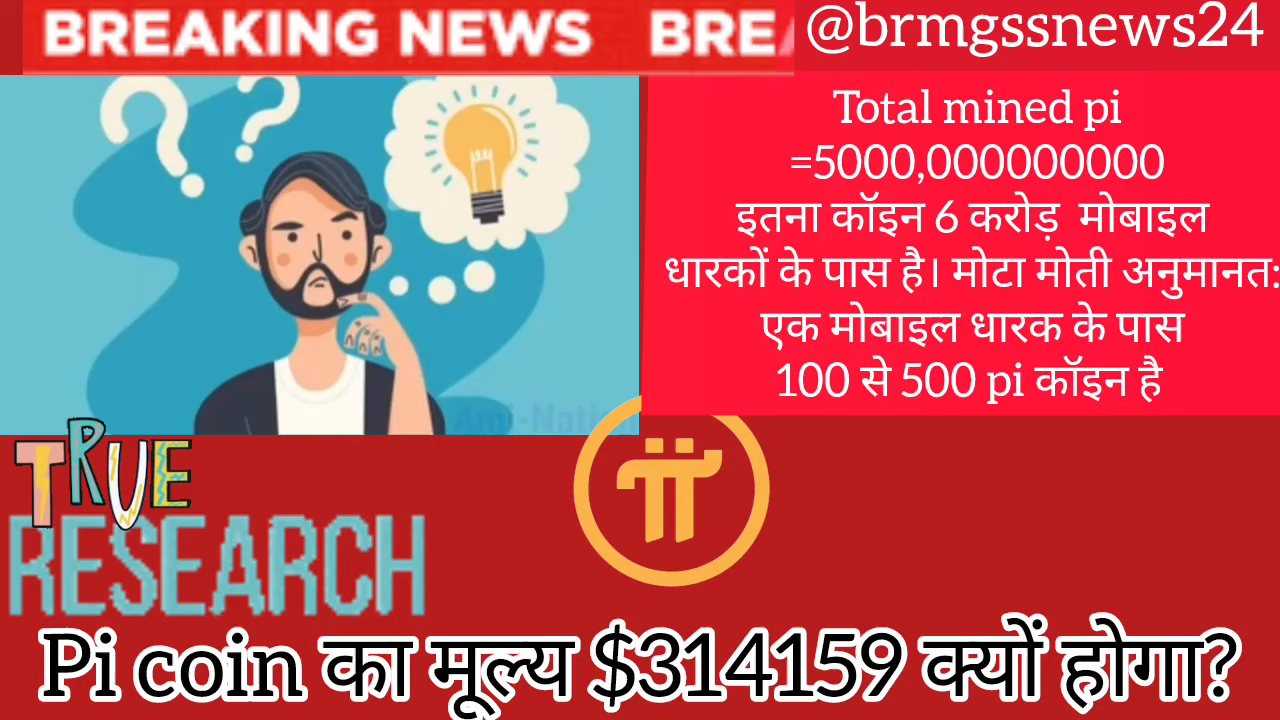 BREAKING NEWS BREA
@brmgssnews24
Total mined pi
=5000,000000000
इतना कॉइन 6 करोड़ मोबाइल
धारकों के पास है। मोटा मोती अनुमानत:
एक मोबाइल धारक के पास
100 से 500 pi कॉइन है
TRUE
RESEARCH
Pi coin का मूल्य $314159 क्यों होगा?